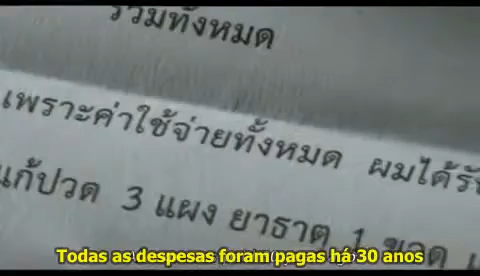 รวมทั้งหมด
เพราะค่าใช้จ่ายทั้งหมด ผมได้รับ
แก้ปวด 3 แผง ยาธาตุ 1 ขวด
Todas as despesas foram pagas há 30 anos